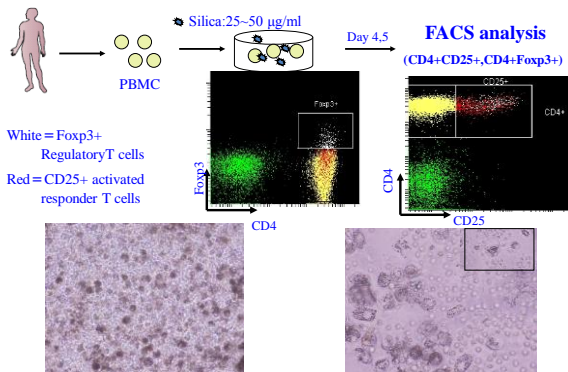 Silica:25~50 μg/ml
Day 4,5
FACS analysis
(CD4+CD25+,CD4+Foxp3+)
PBMC
White＝Foxp3+
RegulatoryT cells
Red＝CD25+ activated
responder T cells
Foxp3+
Foxp3
CD4
CD25+
CD4+
CD4
CD25